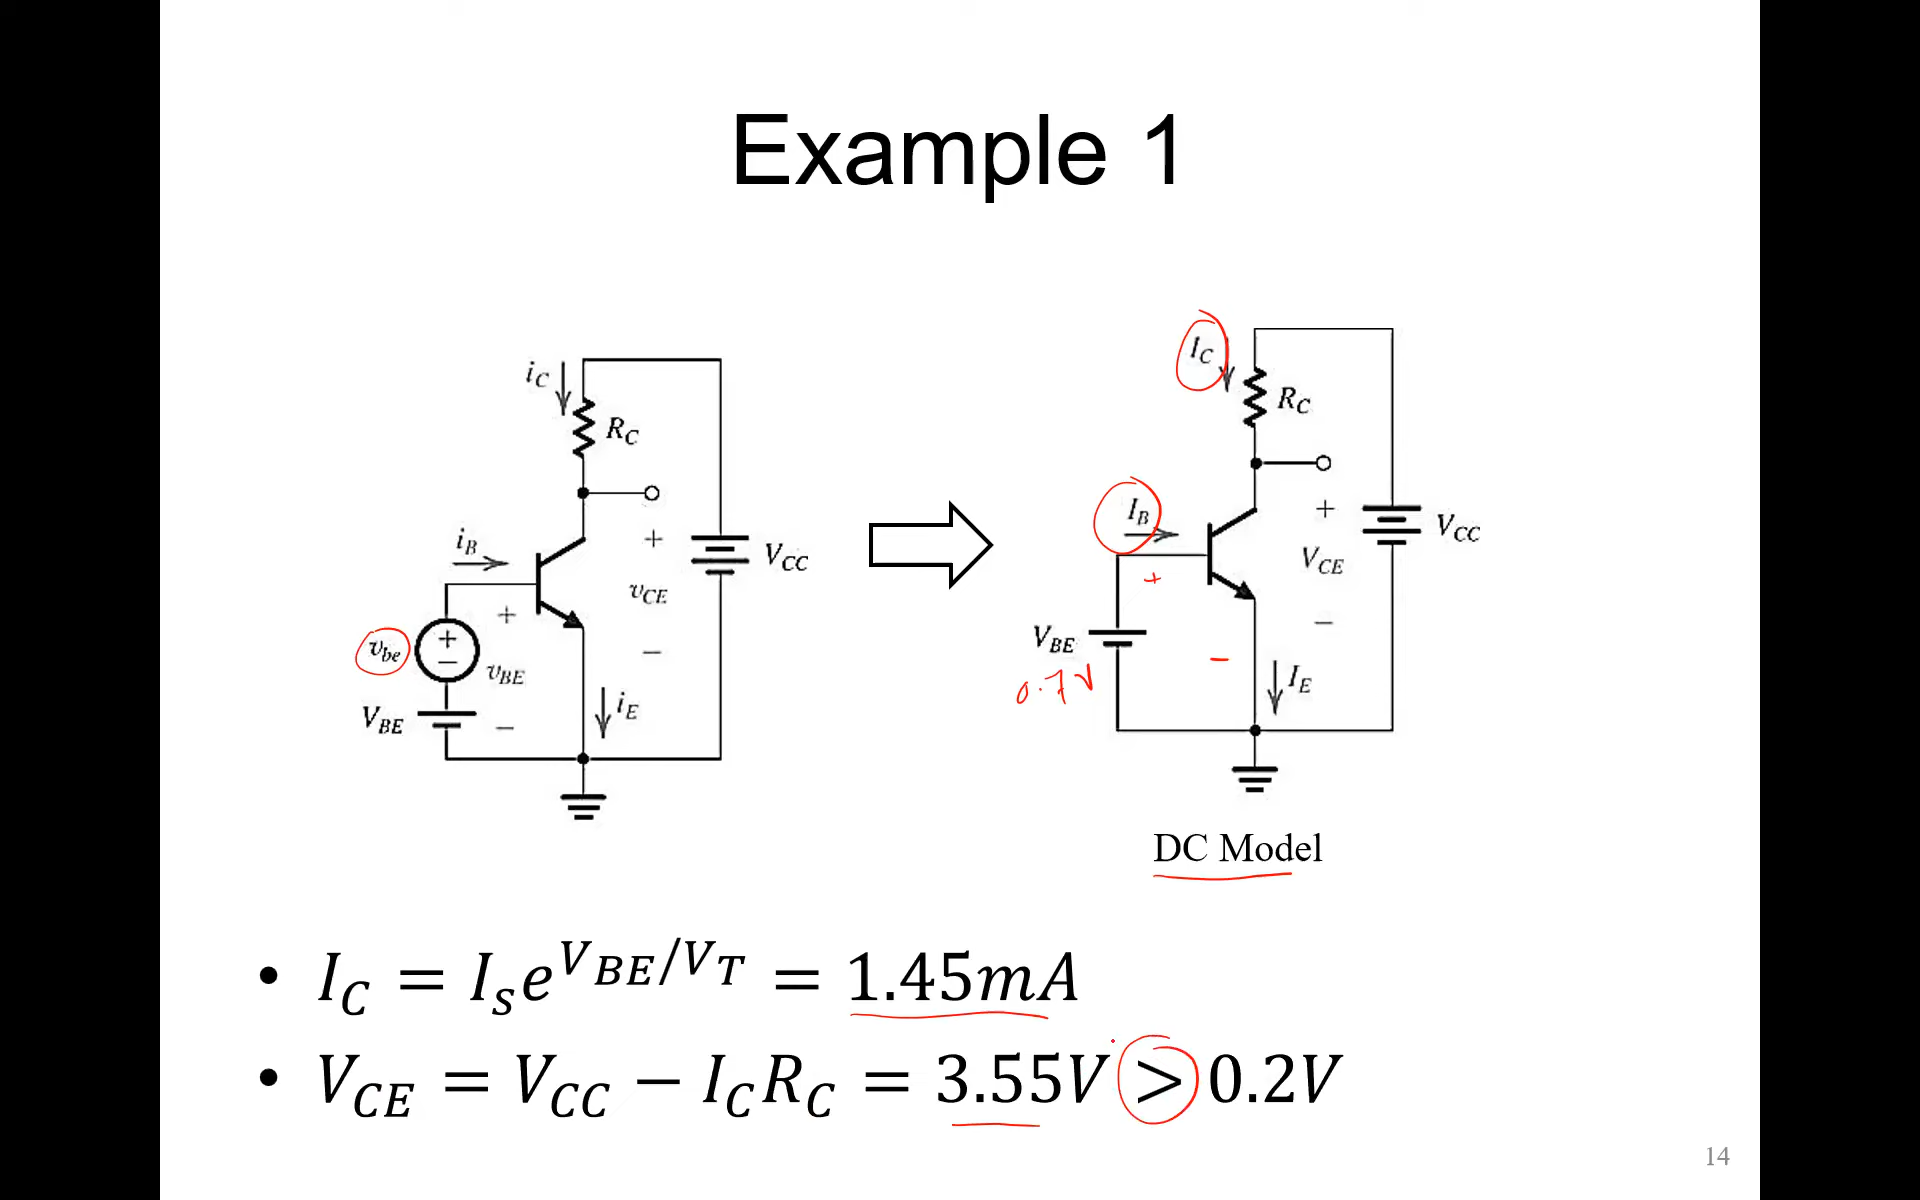 Example 1
i_C
R_C
i_B
+
V_CC
v_CE
v_be
+
−
+
v_BE
−
V_BE
−
i_E
I_C
R_C
I_B
+
V_CC
+
V_CE
V_BE
−
−
0.7V
I_E
DC Model
• I_C = I_s e^{V_BE/V_T} = 1.45mA
• V_CE = V_CC − I_C R_C = 3.55V > 0.2V
14